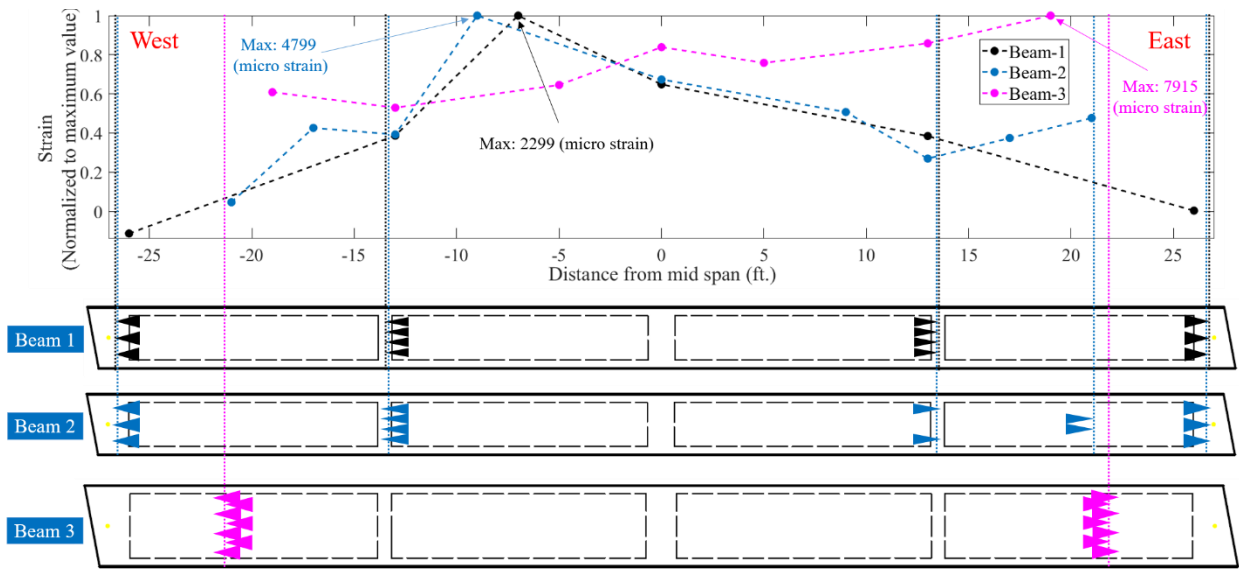 West
East
Max: 4799
(micro strain)
Beam-1
Beam-2
Beam-3
Max: 7915
(micro strain)
Max: 2299 (micro strain)
Strain
(Normalized to maximum value)
1
0.8
0.6
0.4
0.2
0
-25
-20
-15
-10
-5
0
5
10
15
20
25
Distance from mid span (ft.)
Beam 1
Beam 2
Beam 3